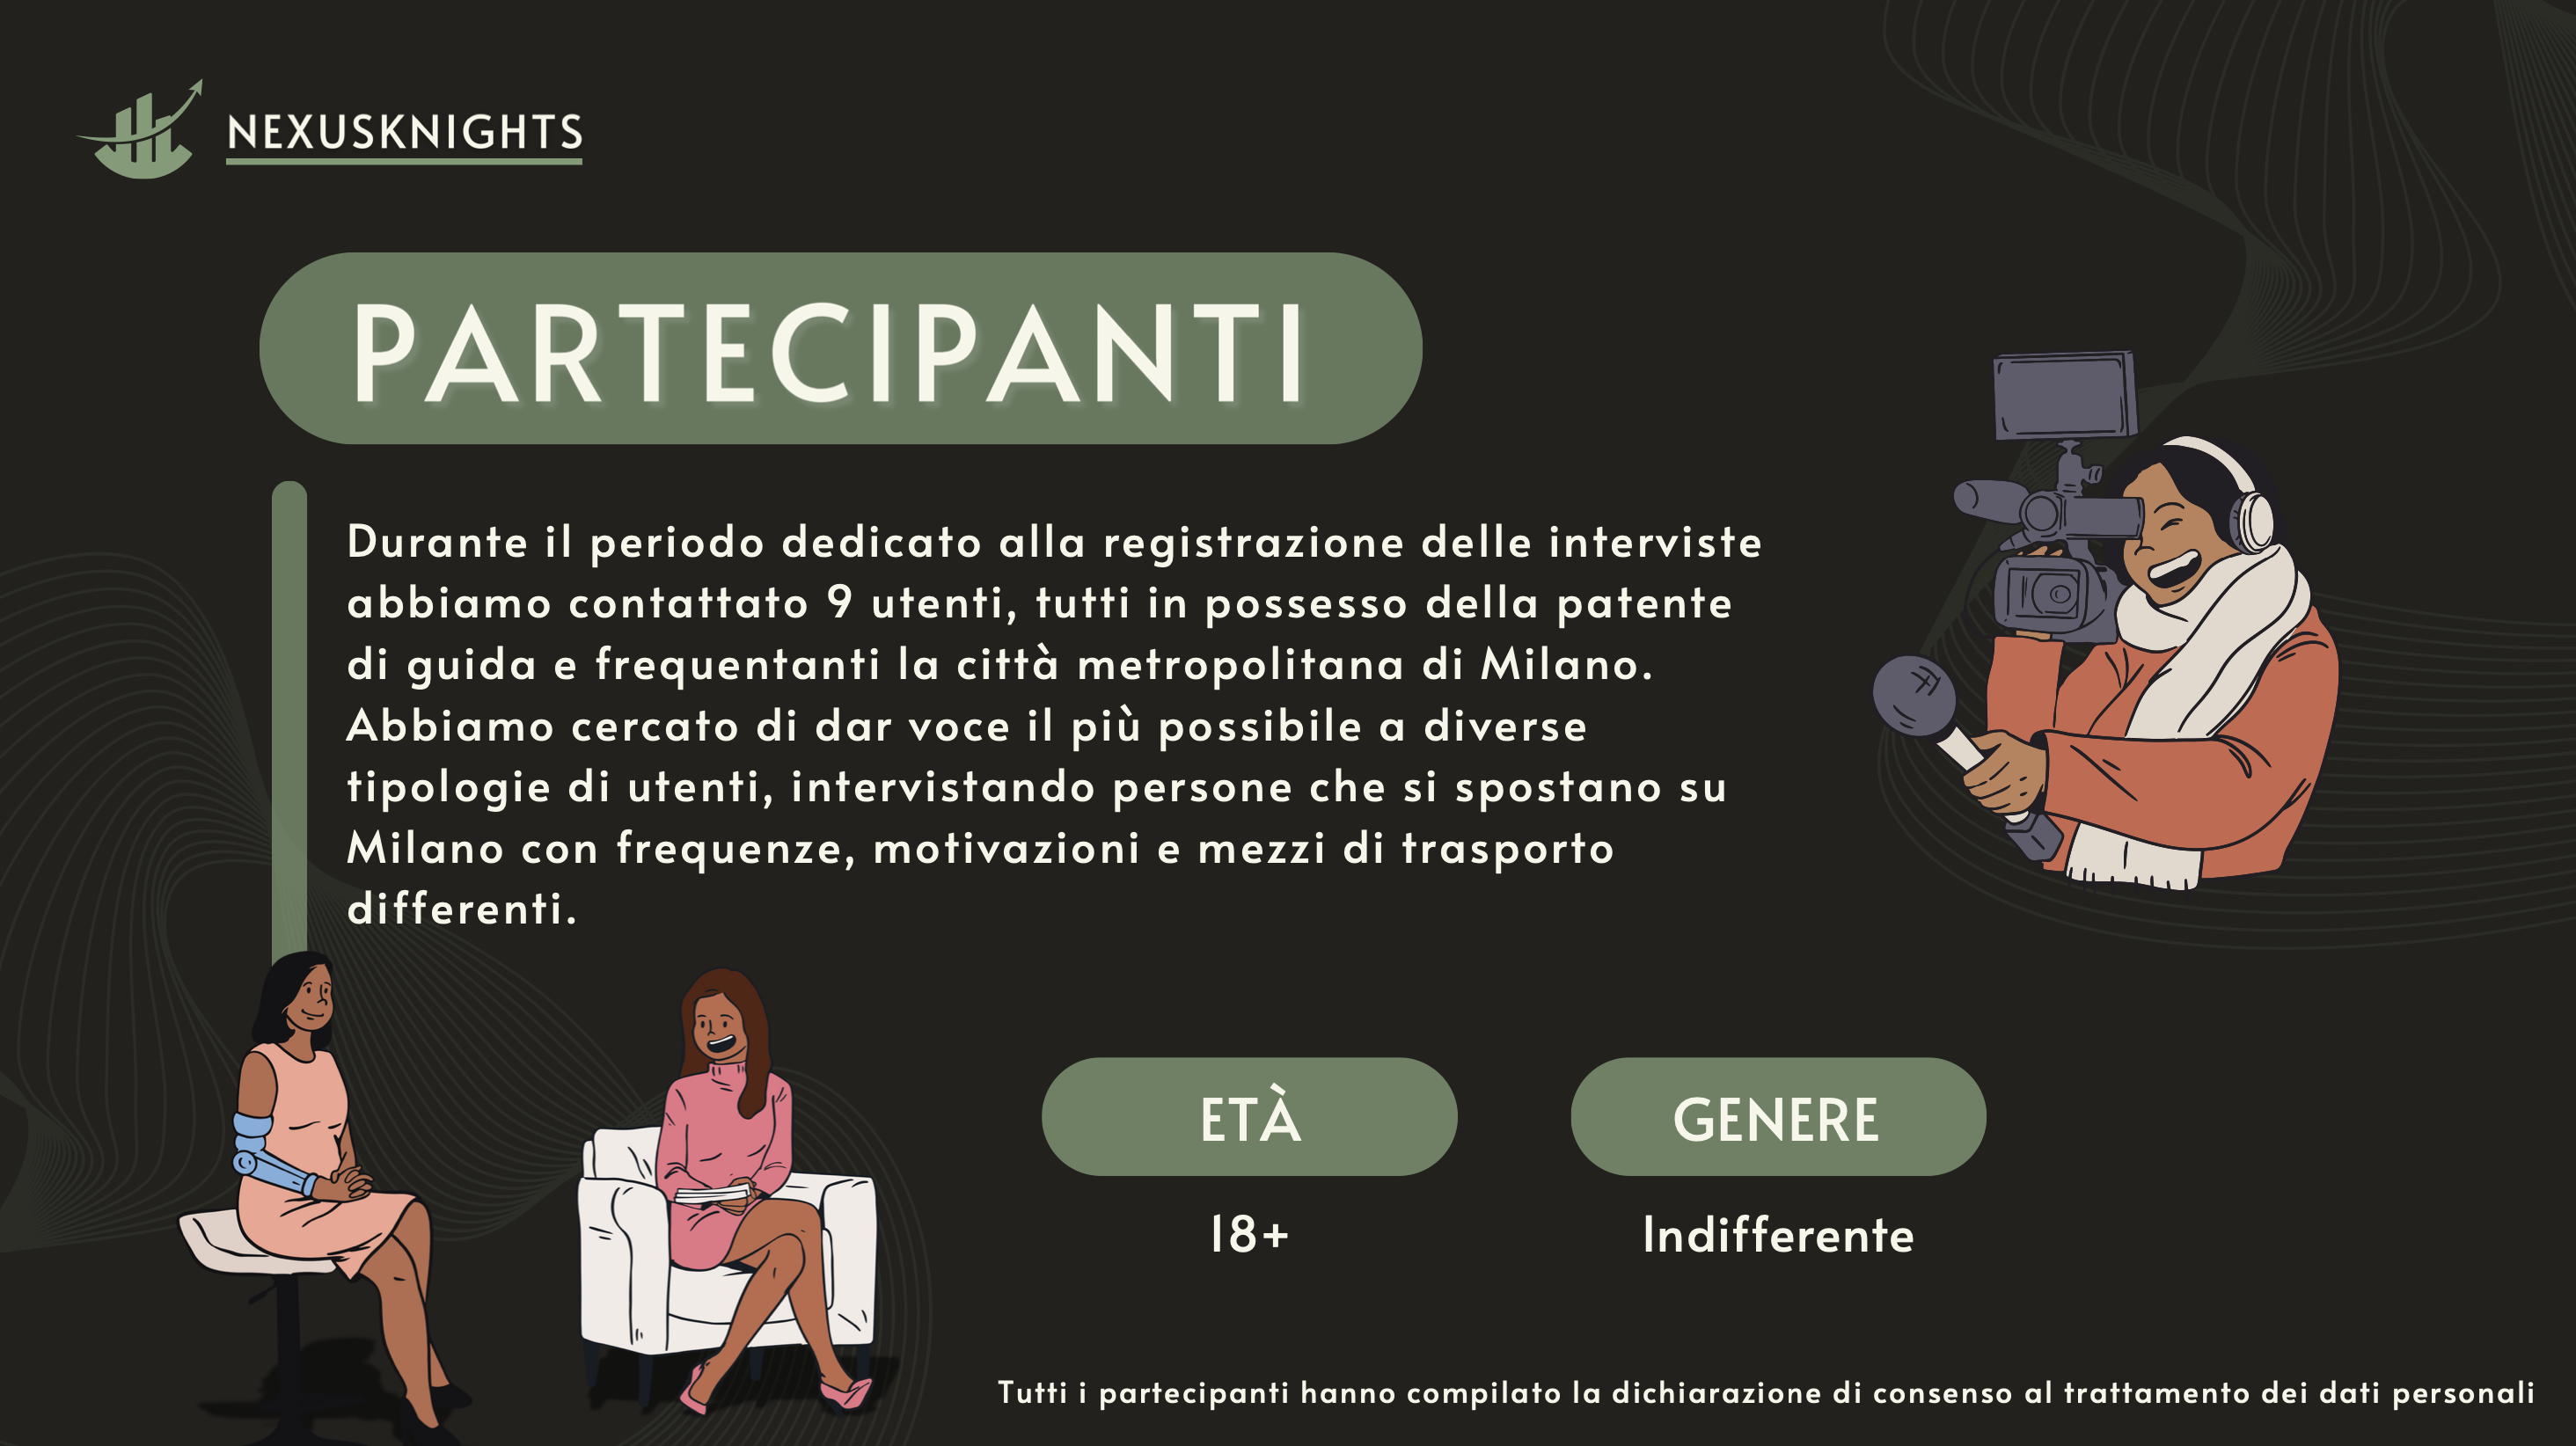 NEXUSKNIGHTS
PARTECIPANTI
Durante il periodo dedicato alla registrazione delle interviste
abbiamo contattato 9 utenti, tutti in possesso della patente
di guida e frequentanti la città metropolitana di Milano.
Abbiamo cercato di dar voce il più possibile a diverse
tipologie di utenti, intervistando persone che si spostano su
Milano con frequenze, motivazioni e mezzi di trasporto
differenti.
ETÀ
18+
GENERE
Indifferente
Tutti i partecipanti hanno compilato la dichiarazione di consenso al trattamento dei dati personali